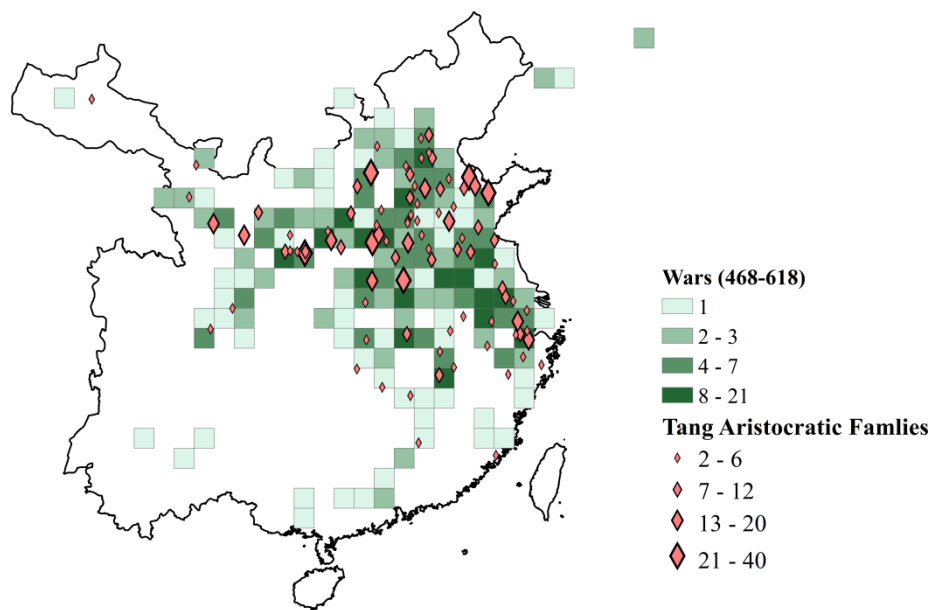 Wars (468-618)
1
2 - 3
4 - 7
8 - 21
Tang Aristocratic Famlies
2 - 6
7 - 12
13 - 20
21 - 40